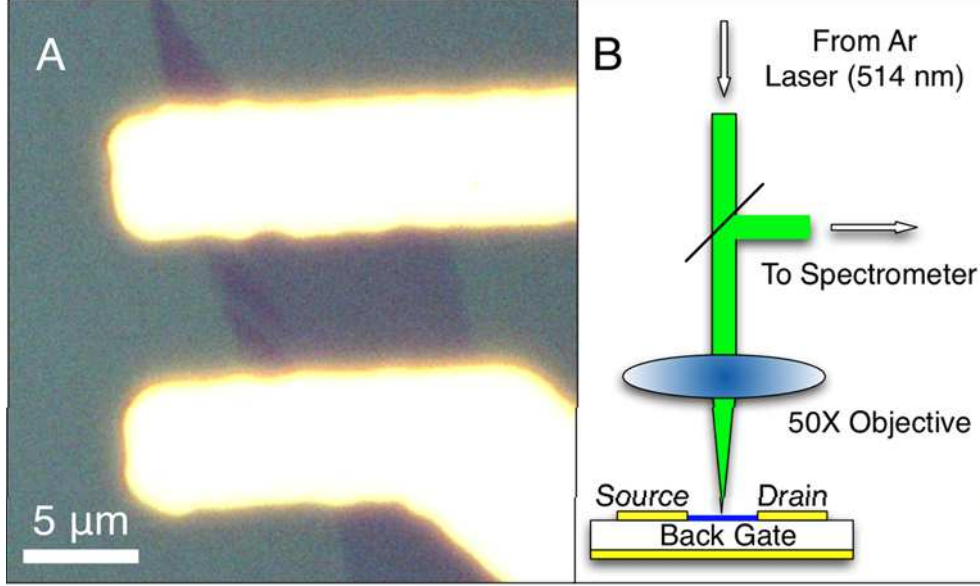 A
5 μm
B
From Ar
Laser (514 nm)
To Spectrometer
50X Objective
Source Drain
Back Gate